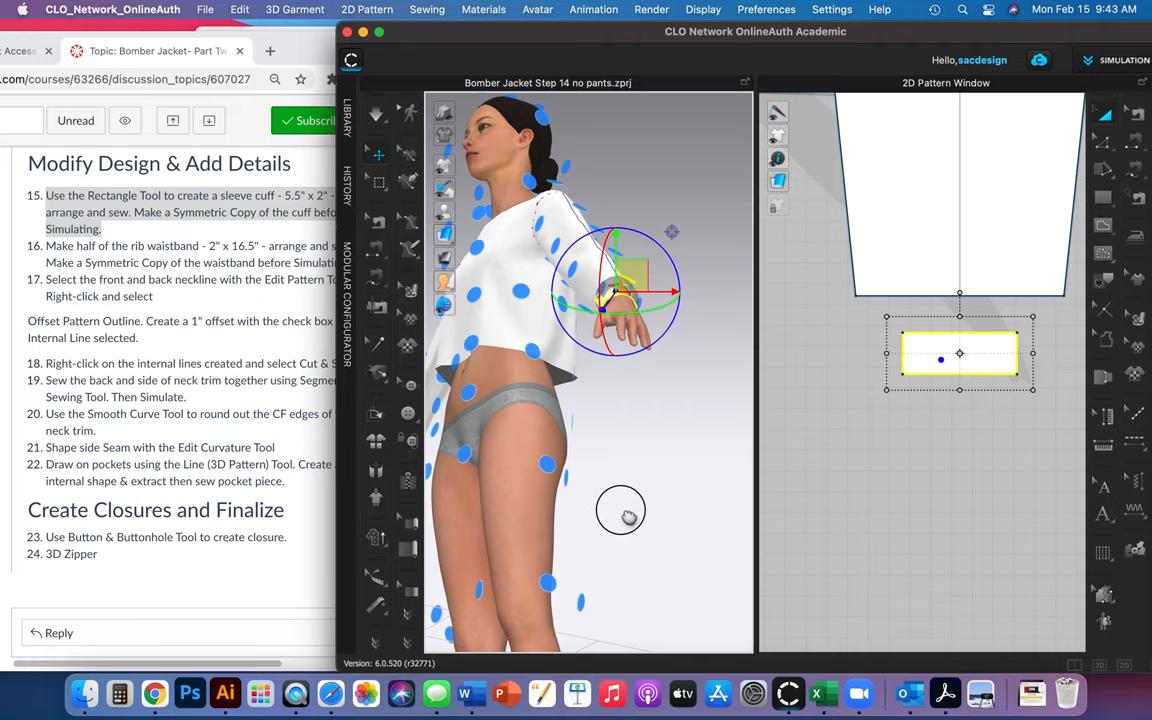 CLO_Network_OnlineAuth File Edit 3D Garment 2D Pattern Sewing Materials Avatar Animation Render Display Preferences Settings Help Mon Feb 15 9:43 AM
CLO Network OnlineAuth Academic
Access
Topic: Bomber Jacket- Part Tw
.com/courses/63266/discussion_topics/607027
Hello, sacdesign
SIMULATION
Bomber Jacket Step 14 no pants.zprj
2D Pattern Window
Unread
Subscri
LIBRARY
HISTORY
MODULAR CONFIGURATOR
Modify Design & Add Details
15. Use the Rectangle Tool to create a sleeve cuff - 5.5" x 2" -
arrange and sew. Make a Symmetric Copy of the cuff befo
Simulating.
16. Make half of the rib waistband - 2" x 16.5" - arrange and s
Make a Symmetric Copy of the waistband before Simulatin
17. Select the front and back neckline with the Edit Pattern To
Right-click and select
Offset Pattern Outline. Create a 1" offset with the check box
Internal Line selected.
18. Right-click on the internal lines created and select Cut & S
19. Sew the back and side of neck trim together using Segmen
Sewing Tool. Then Simulate.
20. Use the Smooth Curve Tool to round out the CF edges of
neck trim.
21. Shape side Seam with the Edit Curvature Tool
22. Draw on pockets using the Line (3D Pattern) Tool. Create
internal shape & extract then sew pocket piece.
Create Closures and Finalize
23. Use Button & Buttonhole Tool to create closure.
24. 3D Zipper
Reply
Version: 6.0.520 (r32771)
3D
2D
Ps
Ai
tv